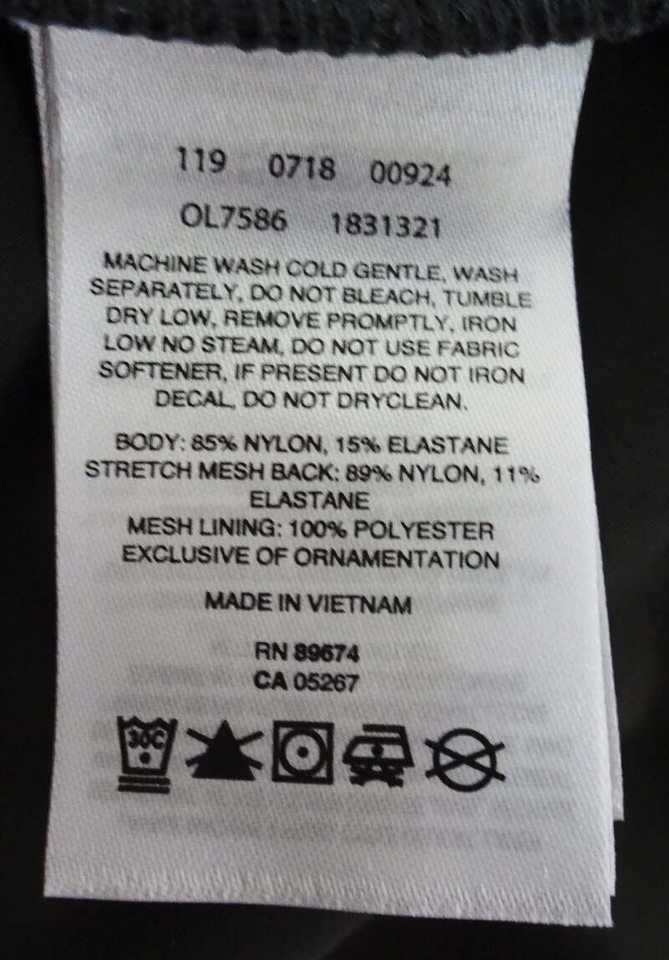 119 0718 00924
OL7586 1831321
MACHINE WASH COLD GENTLE, WASH
SEPARATELY, DO NOT BLEACH, TUMBLE
DRY LOW, REMOVE PROMPTLY, IRON
LOW NO STEAM, DO NOT USE FABRIC
SOFTENER, IF PRESENT DO NOT IRON
DECAL, DO NOT DRYCLEAN.
BODY: 85% NYLON, 15% ELASTANE
STRETCH MESH BACK: 89% NYLON, 11%
ELASTANE
MESH LINING: 100% POLYESTER
EXCLUSIVE OF ORNAMENTATION
MADE IN VIETNAM
RN 89674
CA 05267
30C